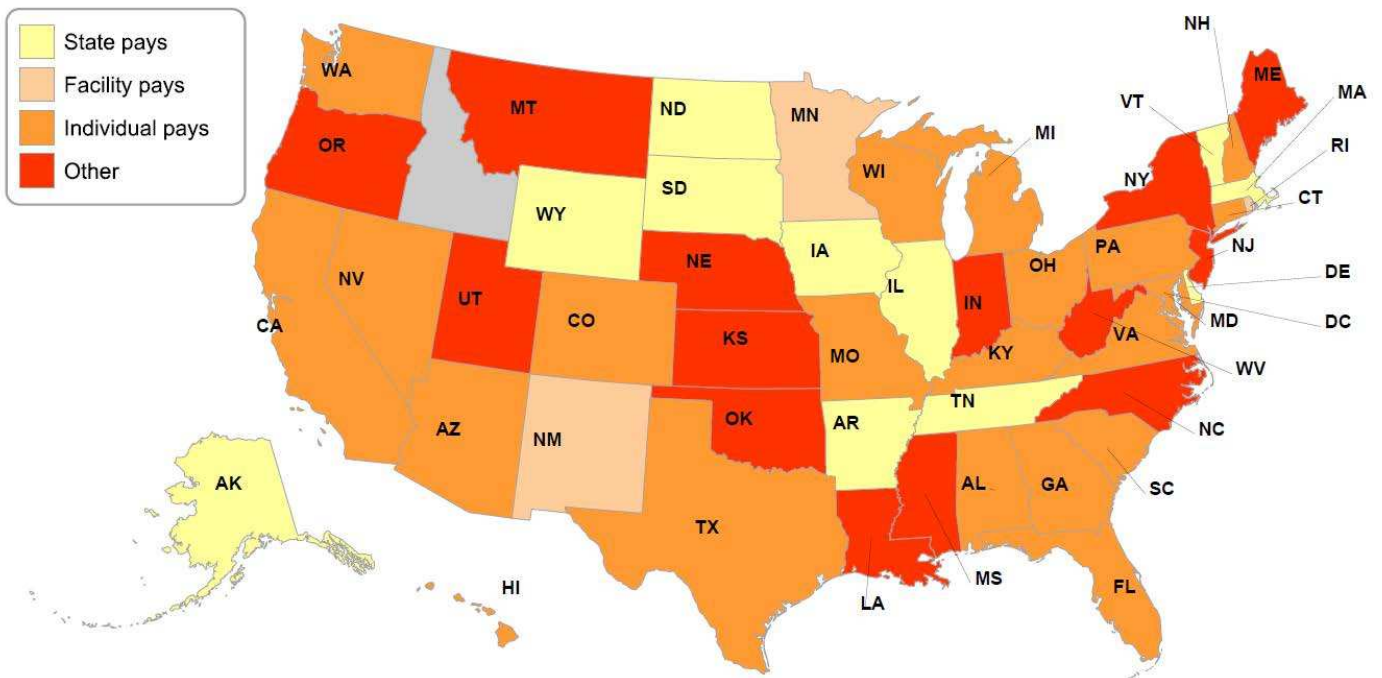 State pays
Facility pays
Individual pays
Other
NH
WA
ME
MT
ND
VT
MA
MN
MI
OR
RI
WI
NY
SD
CT
WY
PA
NJ
IA
OH
NE
DE
NV
IL
IN
UT
CO
MD
DC
CA
KS
VA
MO
KY
WV
TN
OK
AR
NC
AZ
NM
AK
AL
GA
SC
TX
HI
MS
FL
LA